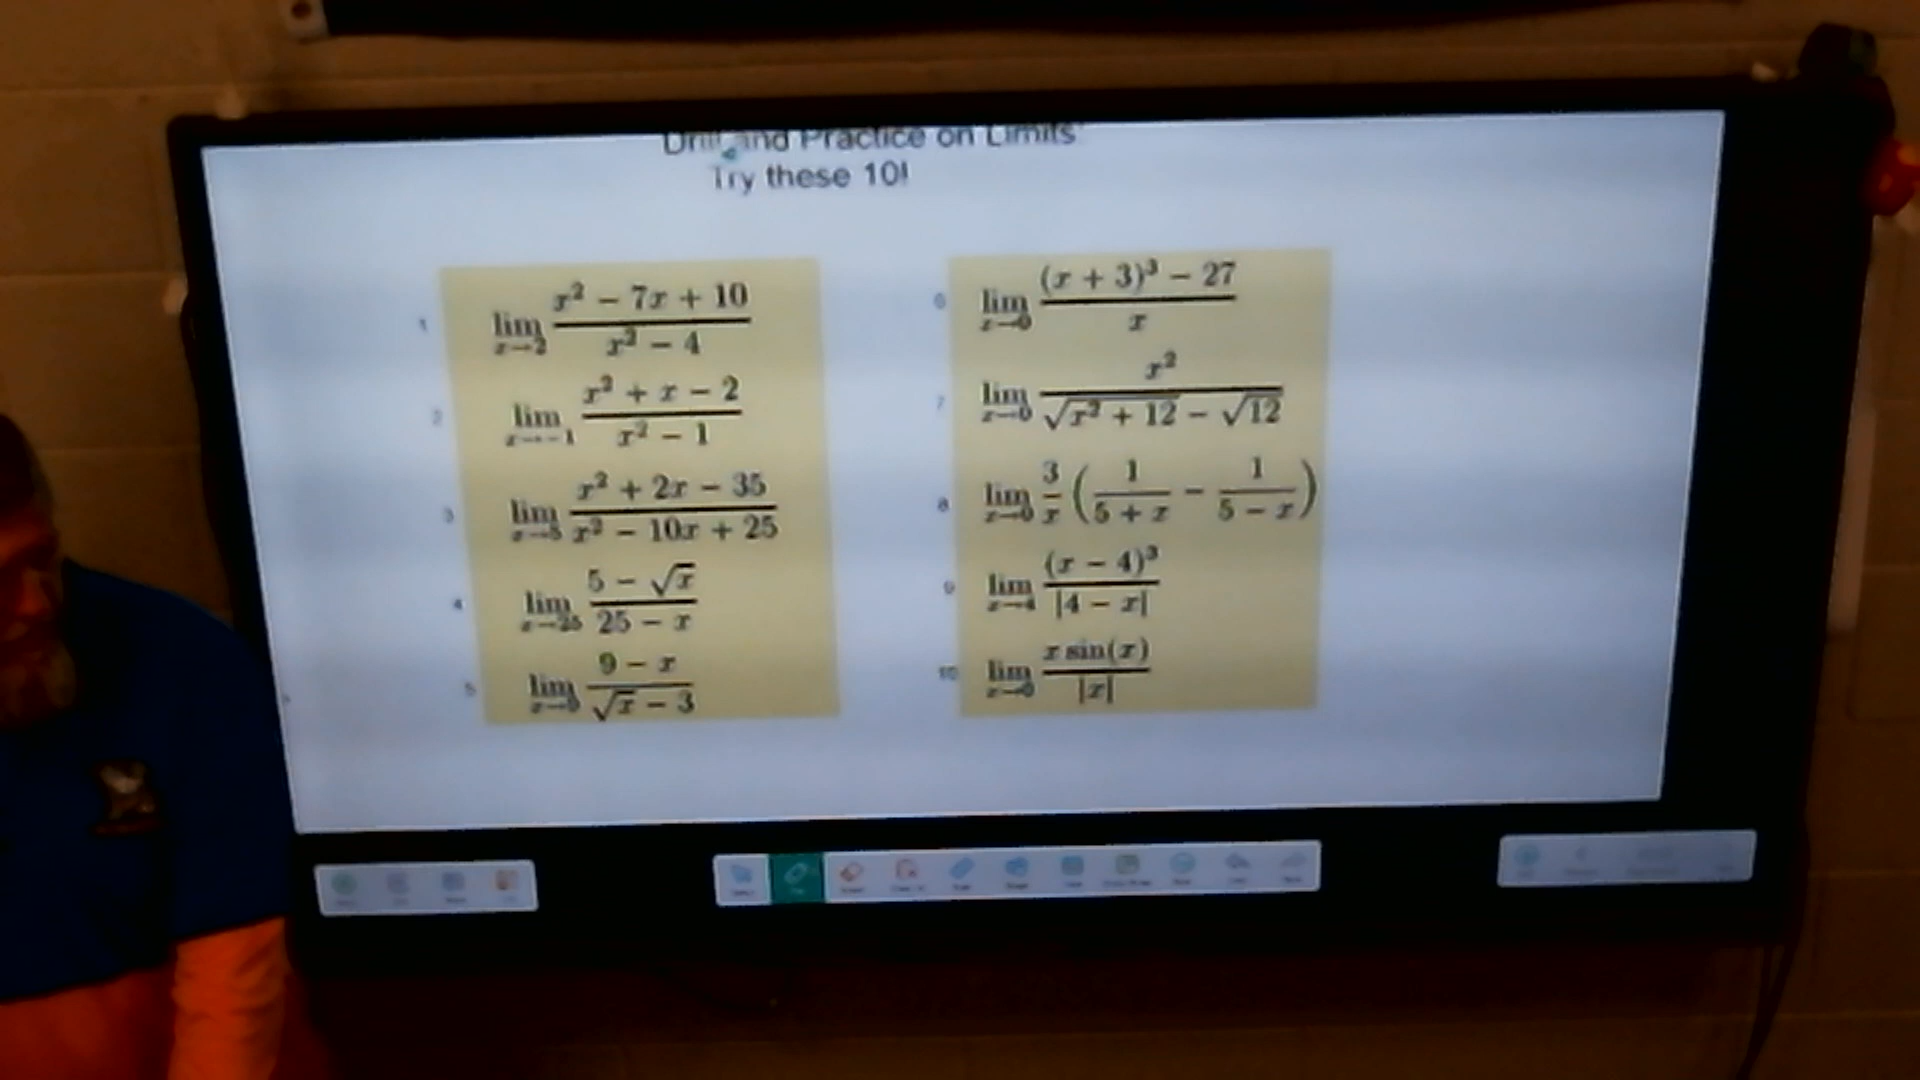 Drill and Practice on Limits
Try these 10!
1 lim x→2 (x² − 7x + 10)/(x² − 4)
2 lim x→−1 (x² + x − 2)/(x² − 1)
3 lim x→5 (x² + 2x − 35)/(x² − 10x + 25)
4 lim x→25 (5 − √x)/(25 − x)
5 lim x→9 (9 − x)/(√x − 3)
6 lim x→0 ((x + 3)³ − 27)/x
7 lim x→0 x²/(√(x² + 12) − √12)
8 lim x→0 3/x (1/(5 + x) − 1/(5 − x))
9 lim x→4 (x − 4)³/|4 − x|
10 lim x→0 x sin(x)/|x|